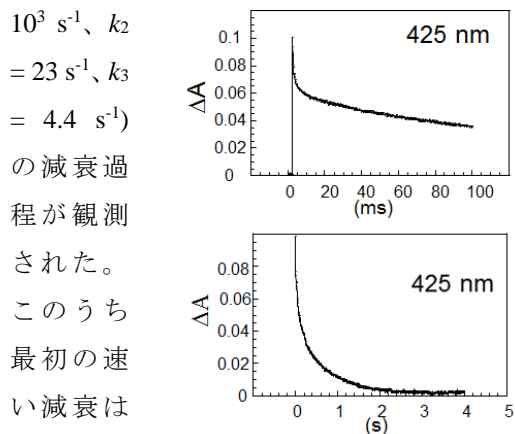 10³ s⁻¹、k₂
= 23 s⁻¹、k₃
= 4.4 s⁻¹)
の減衰過
程が観測
された。
このうち
最初の速
い減衰は
425 nm
ΔA
0.1
0.08
0.06
0.04
0.02
0
0 20 40 60 80 100
(ms)
425 nm
ΔA
0.08
0.06
0.04
0.02
0
0 1 2 3 4 5
(s)